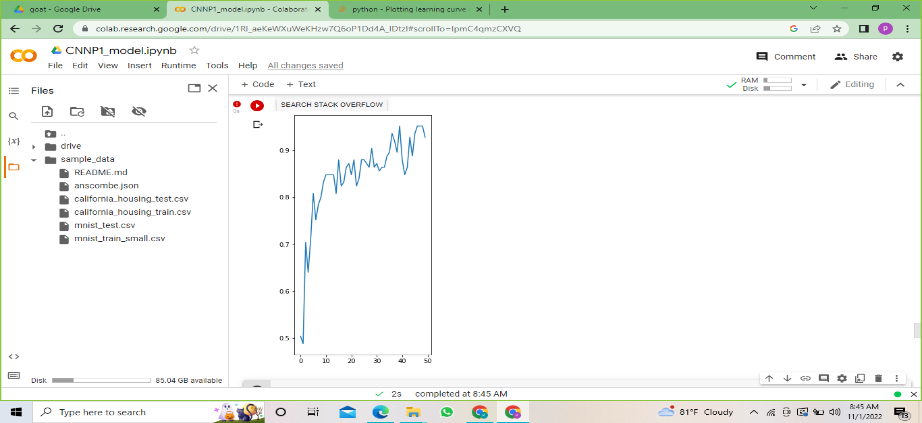 goat - Google Drive
CNNP1_model.ipynb - Colaborat
python - Plotting learning curve
colab.research.google.com/drive/1RI_aeKeWXuWeKHzw7Q6oP1Dd4A_IDtzI#scrollTo=IpmC4qmzCXVQ
G
P
CO
CNNP1_model.ipynb
Comment
Share
File Edit View Insert Runtime Tools Help All changes saved
Files
+ Code + Text
RAM
Disk
Editing
SEARCH STACK OVERFLOW
{x}
..
drive
sample_data
README.md
anscombe.json
california_housing_test.csv
california_housing_train.csv
mnist_test.csv
mnist_train_small.csv
0.9
0.8
0.7
0.6
0.5
0 10 20 30 40 50
Disk 85.04 GB available
2s completed at 8:45 AM
Type here to search
81°F Cloudy
8:45 AM
11/1/2022